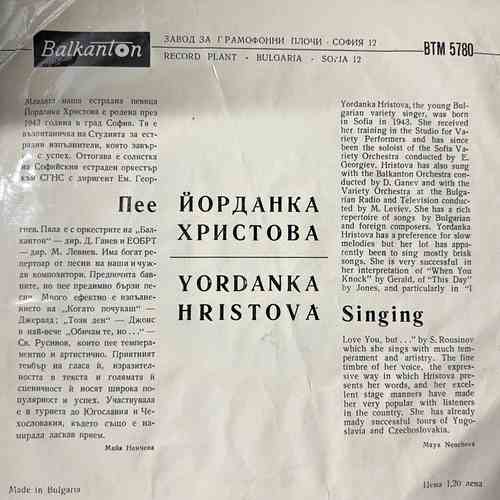 Balkanton
ЗАВОД ЗА ГРАМОФОННИ ПЛОЧИ · СОФИЯ 12
RECORD PLANT - BULGARIA - SOFIA 12
ВТМ 5780
Младата наша естрадна певица
Йорданка Христова е родена през
1943 година в град София. Тя е
възпитаничка на Студията за ест-
радни изпълнители, която завър-
с успех. Оттогава е солистка
на Софийския естраден оркестър
към СГНС с диригент Ем. Геор-
Пее
гиев. Пяла е с оркестрите на „Бал-
кантон" — дир. Д. Ганев и ЕОБРТ
— дир. М. Левиев. Има богат ре-
пертоар от песни на наши и чуж-
ди композитори. Предпочита бав-
ните, но пее предимно бързи пе-
сни. Много ефектно е изпълне-
нието на „Когато почукаш" —
Джералд; „Този ден" — Джонс
и най-вече „Обичам те, но . . ." —
Св. Русинов, които пее темпера-
ментно и артистично. Приятният
тембър на гласа ѝ, изразител-
ността в текста и голямата ѝ
сценичност ѝ носят широка по-
пулярност и успех. Участвувала
е в турнета до Югославия и Че-
хословакия, където също е на-
мирала ласкав прием.
Майя Ненчева
ЙОРДАНКА
ХРИСТОВА
YORDANKA
HRISTOVA
Yordanka Hristova, the young Bul-
garian variety singer, was born
in Sofia in 1943. She received
her training in the Studio for Va-
riety Performers and has since
been the soloist of the Sofia Va-
riety Orchestra conducted by E.
Georgiev. Hristova has also sung
with the Balkanton Orchestra con-
ducted by D. Ganev and with the
Variety Orchestra at the Bulga-
rian Radio and Television conduc-
ted by M. Leviev. She has a rich
repertoire of songs by Bulgarian
and foreign composers. Yordanka
Hristova has a preference for slow
melodies but her lot has appa-
rently been to sing mostly brisk
songs. She is very successful in
her interpretation of "When You
Knock" by Gerald, of "This Day"
by Jones, and particularly in "I
Singing
Love You, but . . ." by S. Roussinov
which she sings with much tem-
perament and artistry. The fine
timbre of her voice, the expres-
sive way in which Hristova pre-
sents her words, and her excel-
lent stage manners have made
her very popular with listeners
in the country. She has already
mady successful tours of Yugo-
slavia and Czechoslovakia.
Maya Nencheva
Made in Bulgaria
Цена 1,20 лева